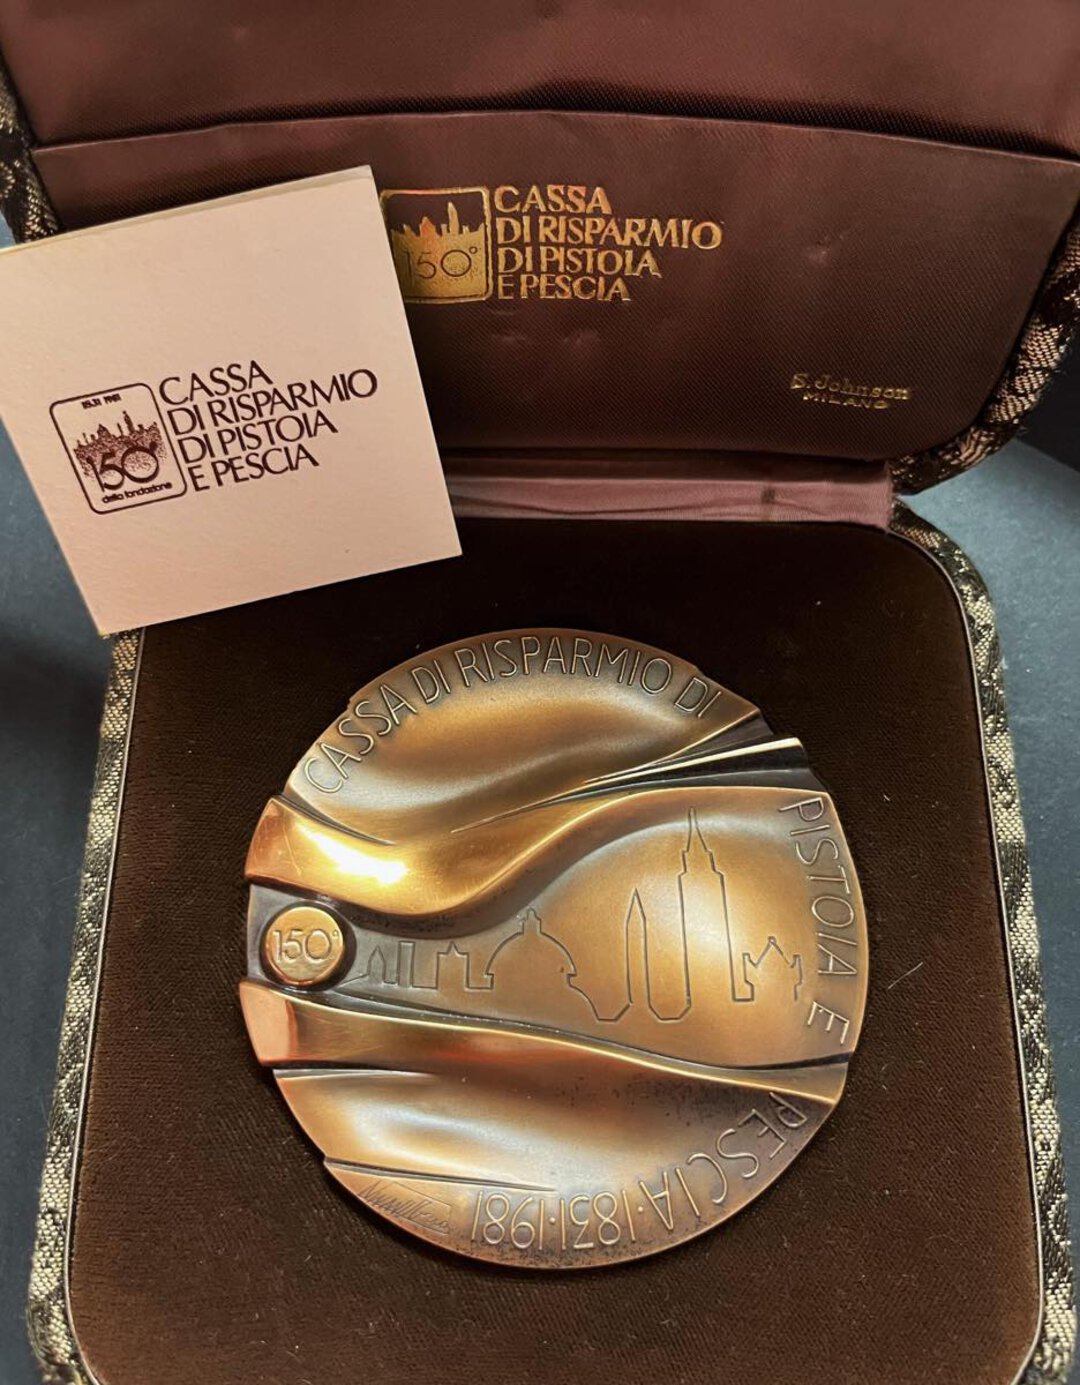 150°
CASSA
DI RISPARMIO
DI PISTOIA
E PESCIA
S. Johnson
MILANO
150°
della fondazione
CASSA
DI RISPARMIO
DI PISTOIA
E PESCIA
CASSA DI RISPARMIO DI PISTOIA E PESCIA·1831·1981
150°